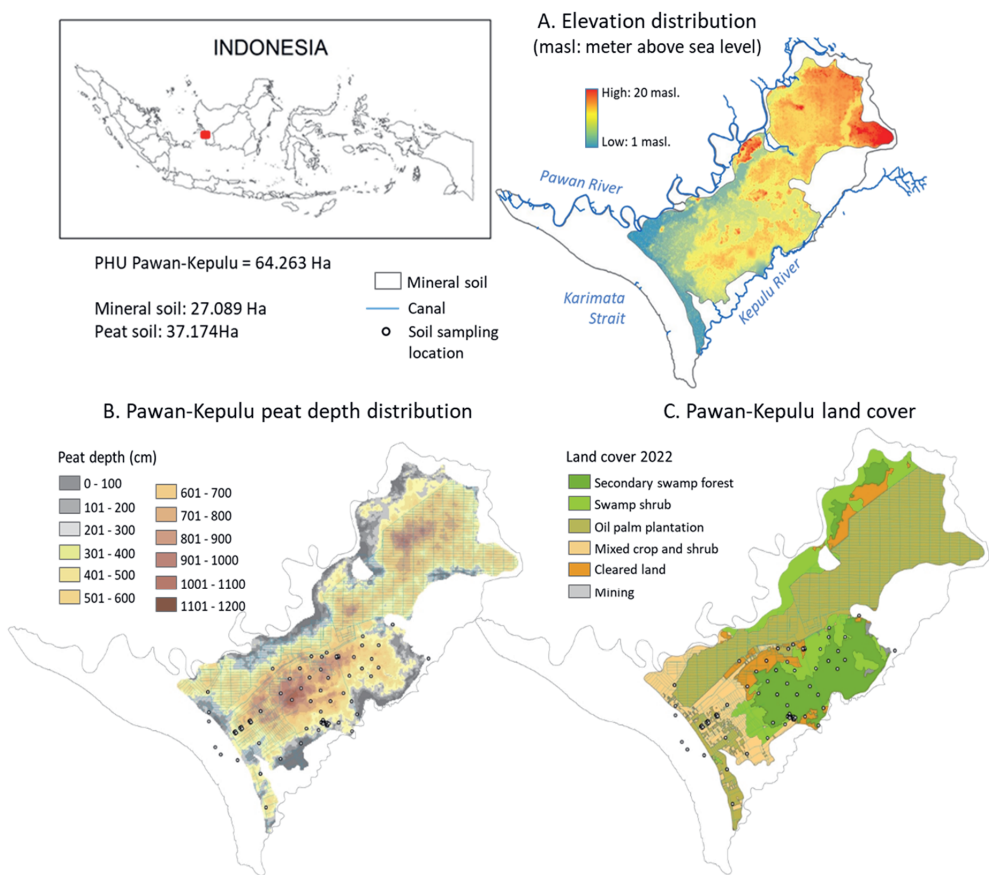 INDONESIA
A. Elevation distribution
(masl: meter above sea level)
High: 20 masl.
Low: 1 masl.
Pawan River
Karimata
Strait
Kepulu River
PHU Pawan-Kepulu = 64.263 Ha
Mineral soil: 27.089 Ha
Peat soil: 37.174Ha
Mineral soil
Canal
Soil sampling
location
B. Pawan-Kepulu peat depth distribution
Peat depth (cm)
0 - 100
101 - 200
201 - 300
301 - 400
401 - 500
501 - 600
601 - 700
701 - 800
801 - 900
901 - 1000
1001 - 1100
1101 - 1200
C. Pawan-Kepulu land cover
Land cover 2022
Secondary swamp forest
Swamp shrub
Oil palm plantation
Mixed crop and shrub
Cleared land
Mining